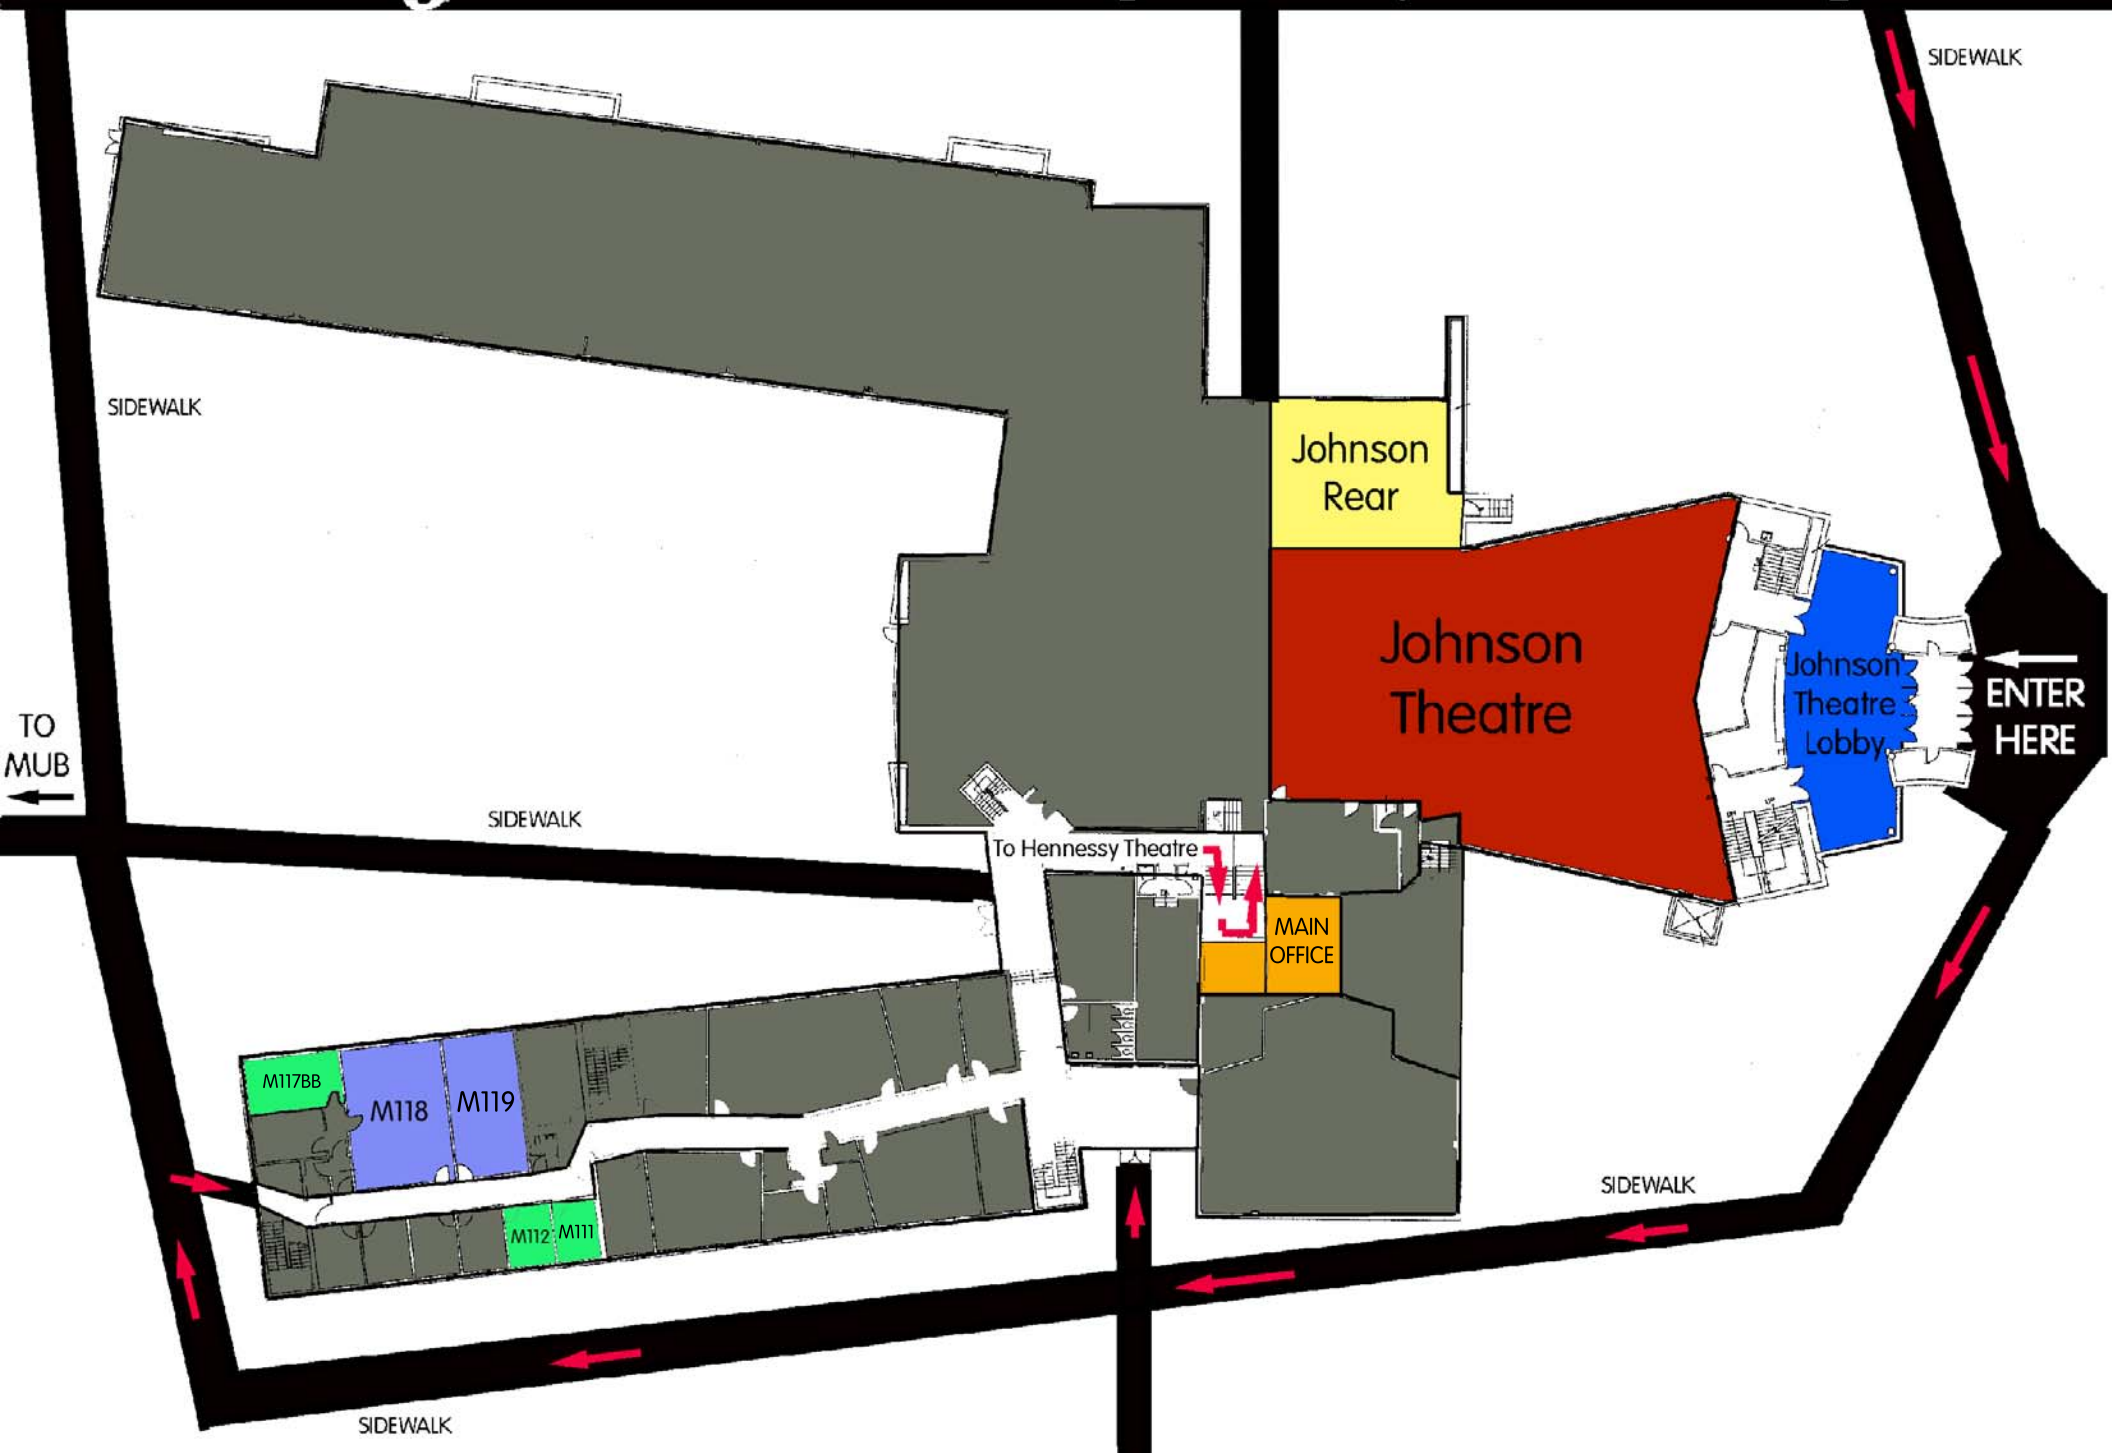 SIDEWALK
SIDEWALK
Johnson
Rear
Johnson
Theatre
Johnson
Theatre
Lobby
ENTER
HERE
TO
MUB
SIDEWALK
To Hennessy Theatre
MAIN
OFFICE
M117BB
M118
M119
M112
M111
SIDEWALK
SIDEWALK